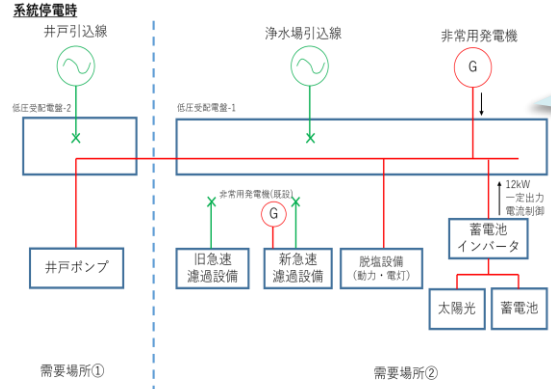 系統停電時
井戸引込線
浄水場引込線
非常用発電機
G
低圧受配電盤-2
低圧受配電盤-1
12kW
一定出力
電流制御
非常用発電機(既設)
G
井戸ポンプ
旧急速
濾過設備
新急速
濾過設備
脱塩設備
(動力・電灯)
蓄電池
インバータ
太陽光
蓄電池
需要場所①
需要場所②